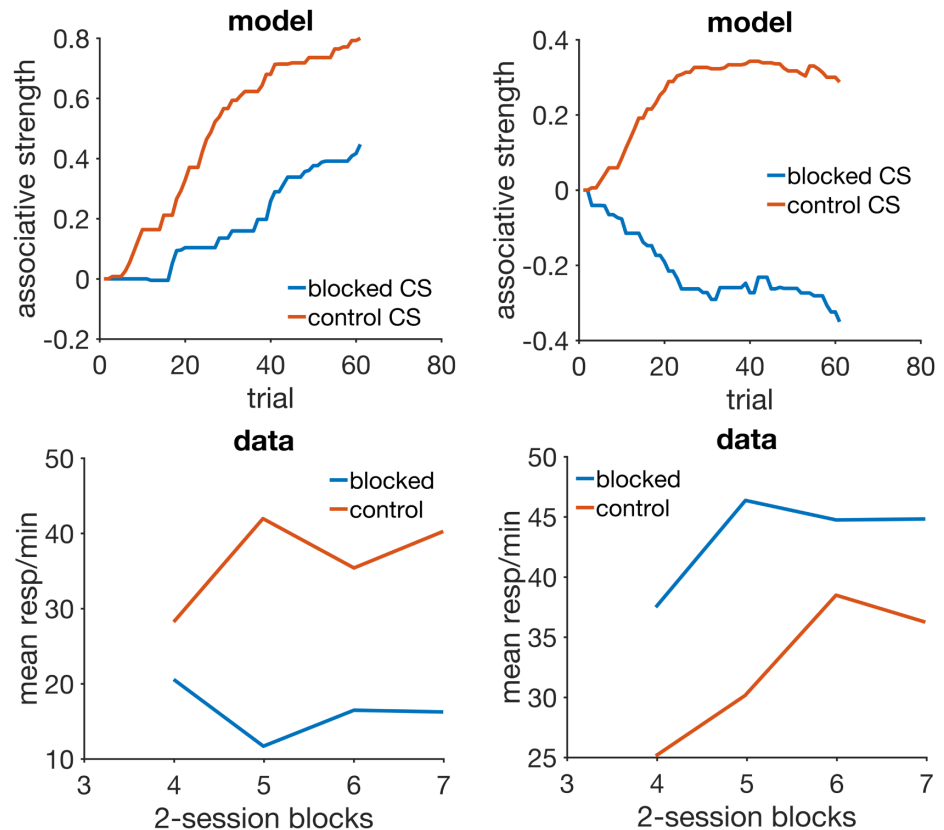 model
associative strength
0.8
0.6
0.4
0.2
0
-0.2
0
20
40
60
80
trial
blocked CS
control CS
model
associative strength
0.4
0.2
0
-0.2
-0.4
0
20
40
60
80
trial
blocked CS
control CS
data
mean resp/min
50
40
30
20
10
3
4
5
6
7
2-session blocks
blocked
control
data
mean resp/min
50
45
40
35
30
25
3
4
5
6
7
2-session blocks
blocked
control